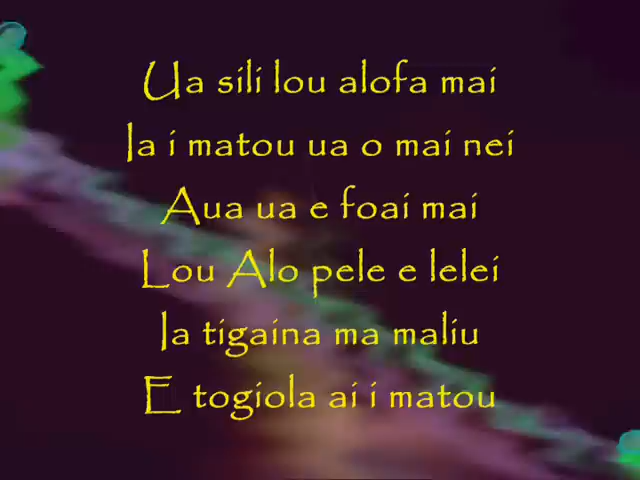 Ua sili lou alofa mai
Ia i matou ua o mai nei
Aua ua e foai mai
Lou Alo pele e lelei
Ia tigaina ma maliu
E togiola ai i matou